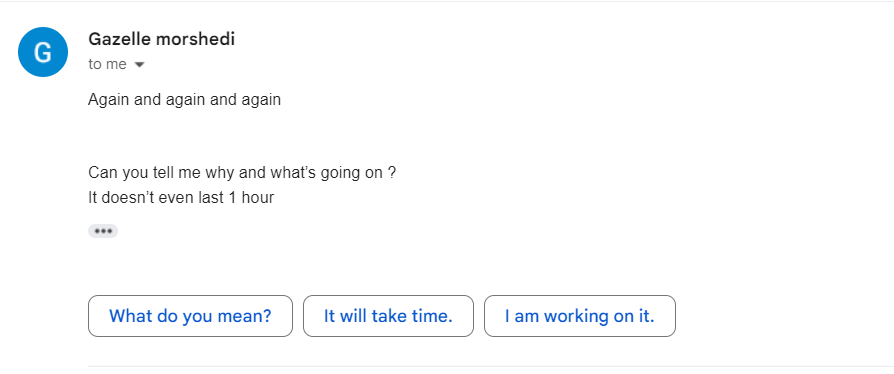 G
Gazelle morshedi
to me
Again and again and again
Can you tell me why and what's going on ?
It doesn't even last 1 hour
What do you mean? It will take time. I am working on it.